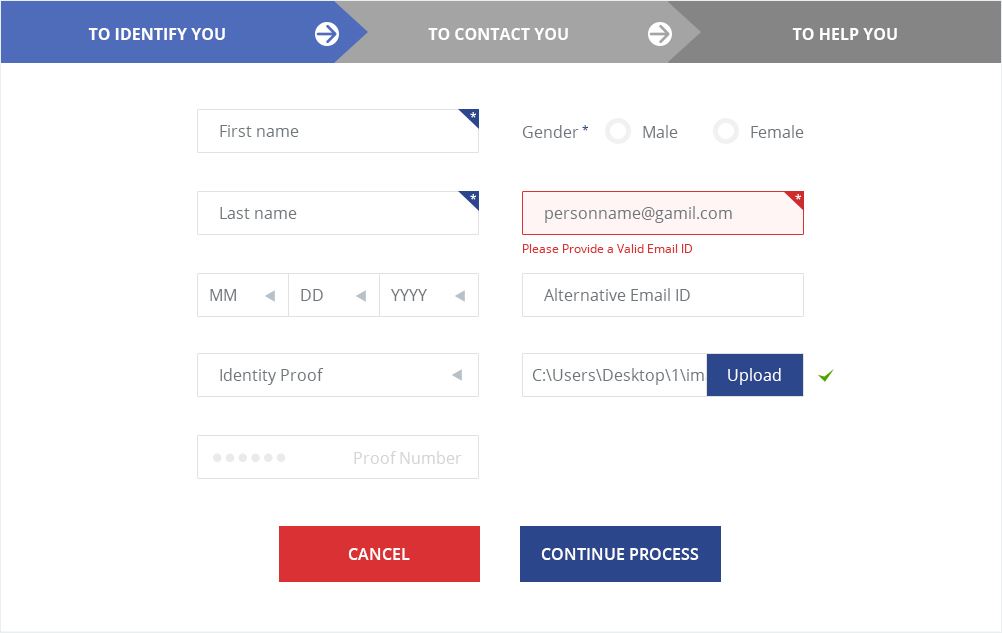 TO IDENTIFY YOU
TO CONTACT YOU
TO HELP YOU
First name *
Gender * Male Female
Last name *
personname@gamil.com *
Please Provide a Valid Email ID
MM DD YYYY
Alternative Email ID
Identity Proof
C:\Users\Desktop\1\im Upload
Proof Number
CANCEL
CONTINUE PROCESS